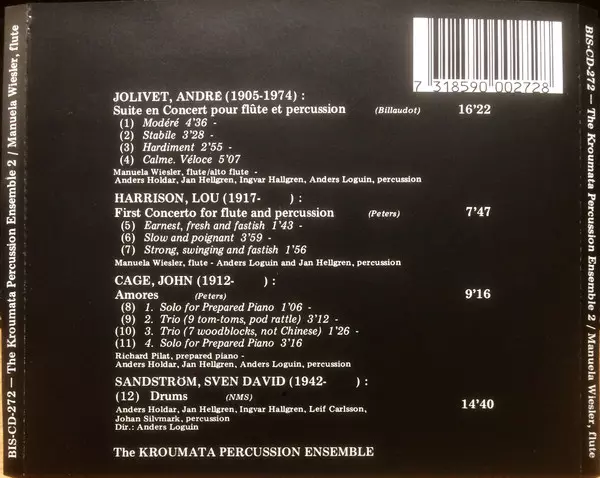 BIS-CD-272 — The Kroumata Percussion Ensemble 2 / Manuela Wiesler, flute
7 318590 002728
JOLIVET, ANDRÉ (1905-1974) :
Suite en Concert pour flûte et percussion (Billaudot) 16'22
(1) Modéré 4'36 -
(2) Stabile 3'28 -
(3) Hardiment 2'55 -
(4) Calme. Véloce 5'07
Manuela Wiesler, flute/alto flute -
Anders Holdar, Jan Hellgren, Ingvar Hallgren, Anders Loguin, percussion
HARRISON, LOU (1917- ) :
First Concerto for flute and percussion (Peters) 7'47
(5) Earnest, fresh and fastish 1'43 -
(6) Slow and poignant 3'59 -
(7) Strong, swinging and fastish 1'56
Manuela Wiesler, flute - Anders Loguin and Jan Hellgren, percussion
CAGE, JOHN (1912- ) :
Amores (Peters) 9'16
(8) 1. Solo for Prepared Piano 1'06 -
(9) 2. Trio (9 tom-toms, pod rattle) 3'12 -
(10) 3. Trio (7 woodblocks, not Chinese) 1'26 -
(11) 4. Solo for Prepared Piano 3'16
Richard Pilat, prepared piano -
Anders Holdar, Jan Hellgren, Anders Loguin, percussion
SANDSTRÖM, SVEN DAVID (1942- ) :
(12) Drums (NMS) 14'40
Anders Holdar, Jan Hellgren, Ingvar Hallgren, Leif Carlsson,
Johan Silvmark, percussion
Dir.: Anders Loguin
The KROUMATA PERCUSSION ENSEMBLE
BIS-CD-272 — The Kroumata Percussion Ensemble 2 / Manuela Wiesler, flute